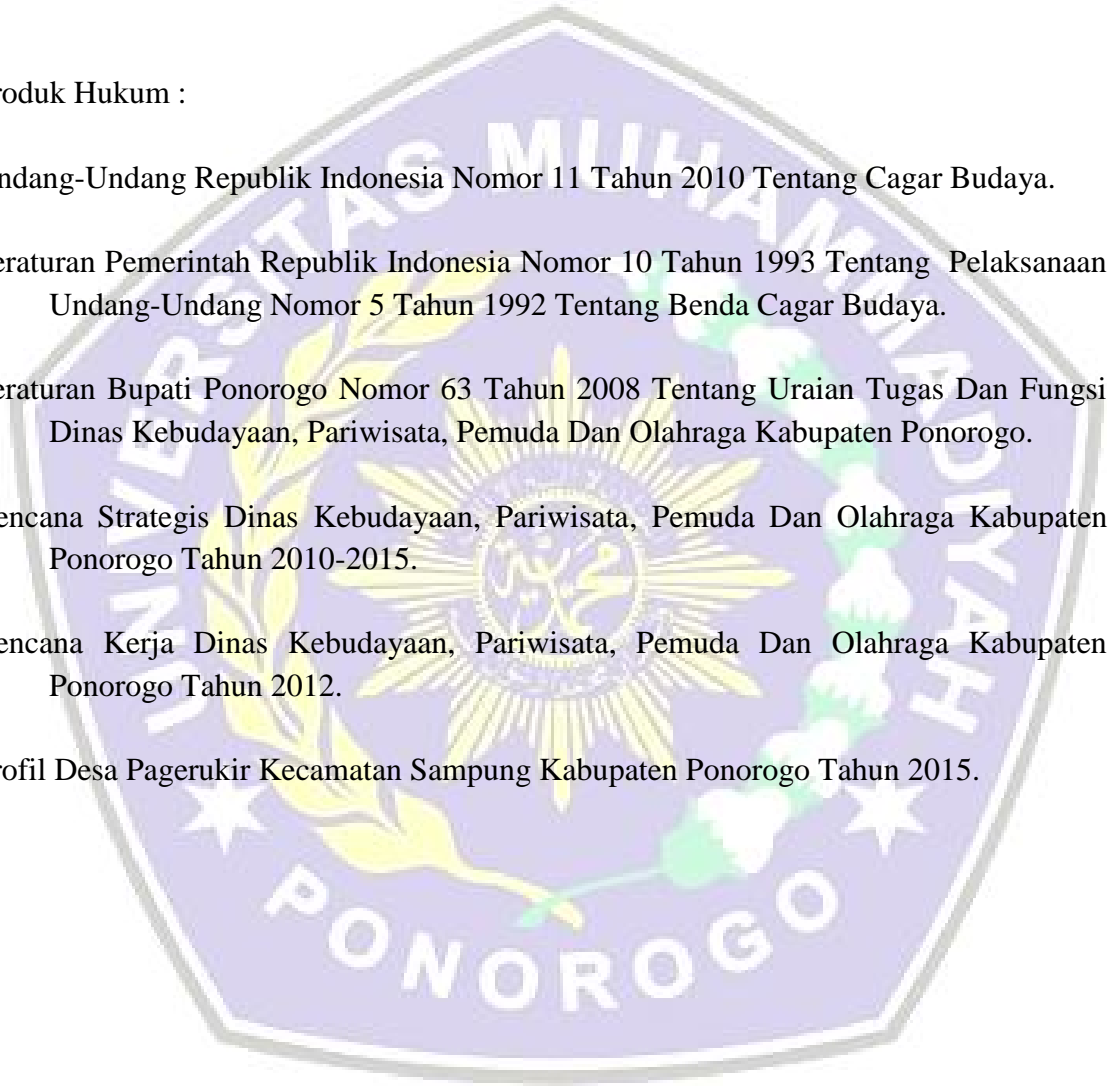 roduk Hukum :
ndang-Undang Republik Indonesia Nomor 11 Tahun 2010 Tentang Cagar Budaya.
eraturan Pemerintah Republik Indonesia Nomor 10 Tahun 1993 Tentang Pelaksanaan
Undang-Undang Nomor 5 Tahun 1992 Tentang Benda Cagar Budaya.
eraturan Bupati Ponorogo Nomor 63 Tahun 2008 Tentang Uraian Tugas Dan Fungsi
Dinas Kebudayaan, Pariwisata, Pemuda Dan Olahraga Kabupaten Ponorogo.
encana Strategis Dinas Kebudayaan, Pariwisata, Pemuda Dan Olahraga Kabupaten
Ponorogo Tahun 2010-2015.
encana Kerja Dinas Kebudayaan, Pariwisata, Pemuda Dan Olahraga Kabupaten
Ponorogo Tahun 2012.
rofil Desa Pagerukir Kecamatan Sampung Kabupaten Ponorogo Tahun 2015.
UNIVERSITAS MUHAMMADIYAH
PONOROGO